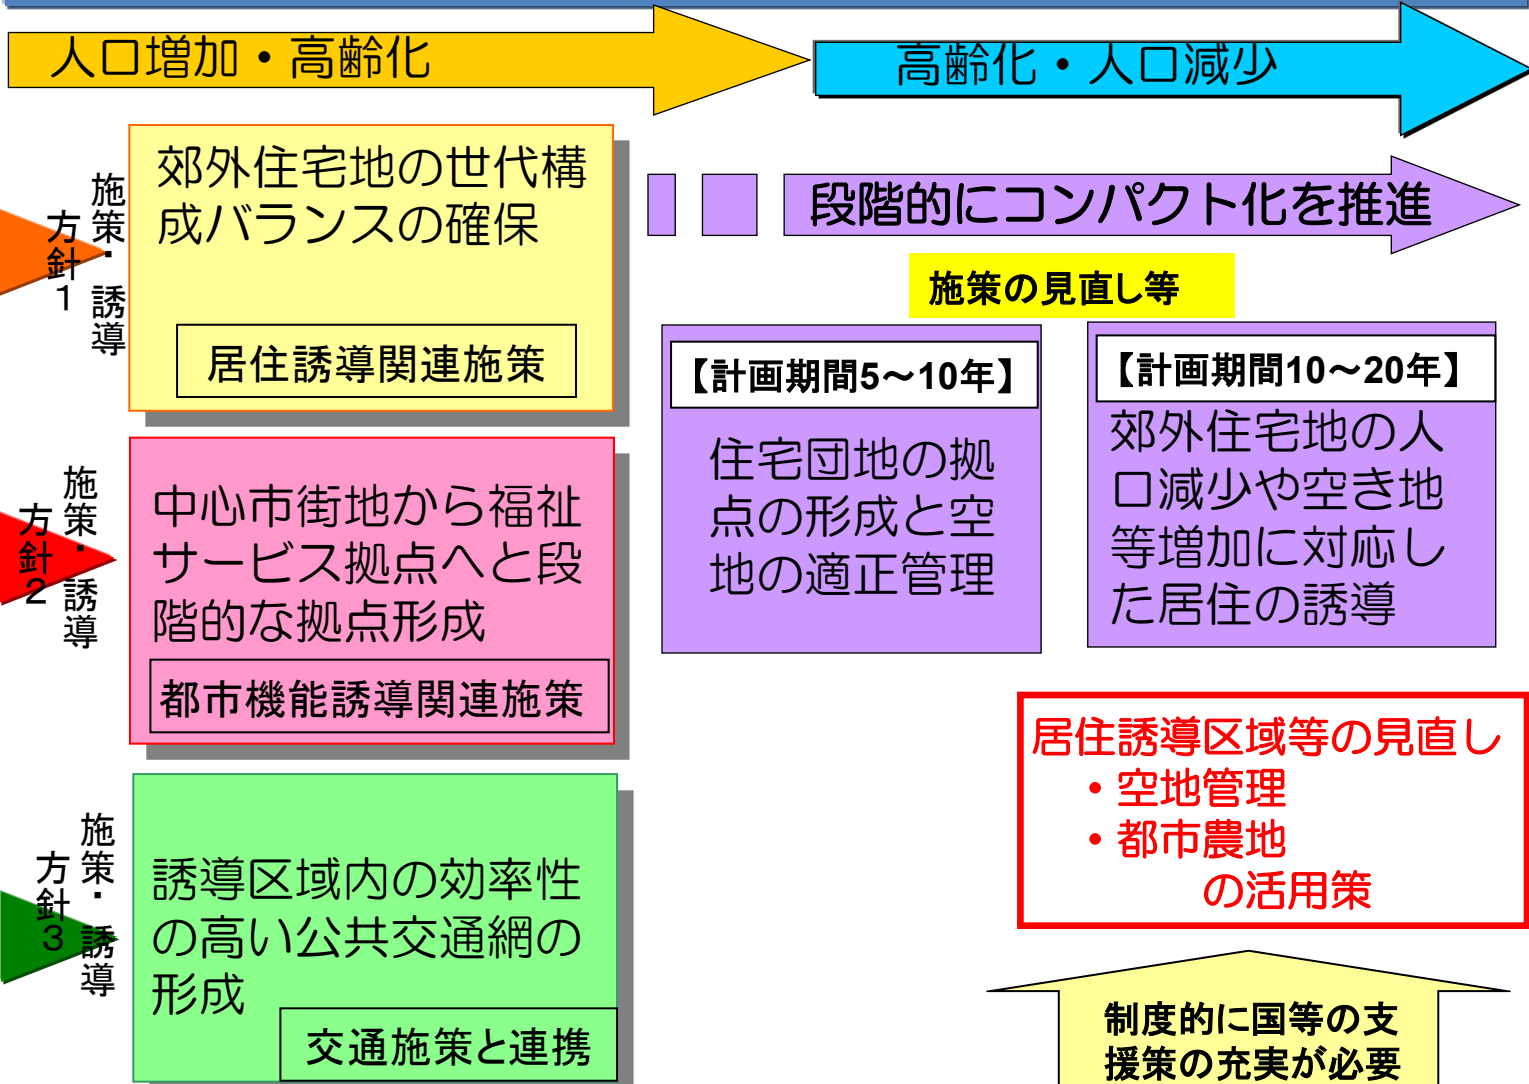 人口増加・高齢化
高齢化・人口減少
施策・誘導
方針1
郊外住宅地の世代構
成バランスの確保
居住誘導関連施策
段階的にコンパクト化を推進
施策の見直し等
【計画期間5～10年】
住宅団地の拠
点の形成と空
地の適正管理
【計画期間10～20年】
郊外住宅地の人
口減少や空き地
等増加に対応し
た居住の誘導
施策・誘導
方針2
中心市街地から福祉
サービス拠点へと段
階的な拠点形成
都市機能誘導関連施策
居住誘導区域等の見直し
・空地管理
・都市農地
の活用策
施策・誘導
方針3
誘導区域内の効率性
の高い公共交通網の
形成
交通施策と連携
制度的に国等の支
援策の充実が必要